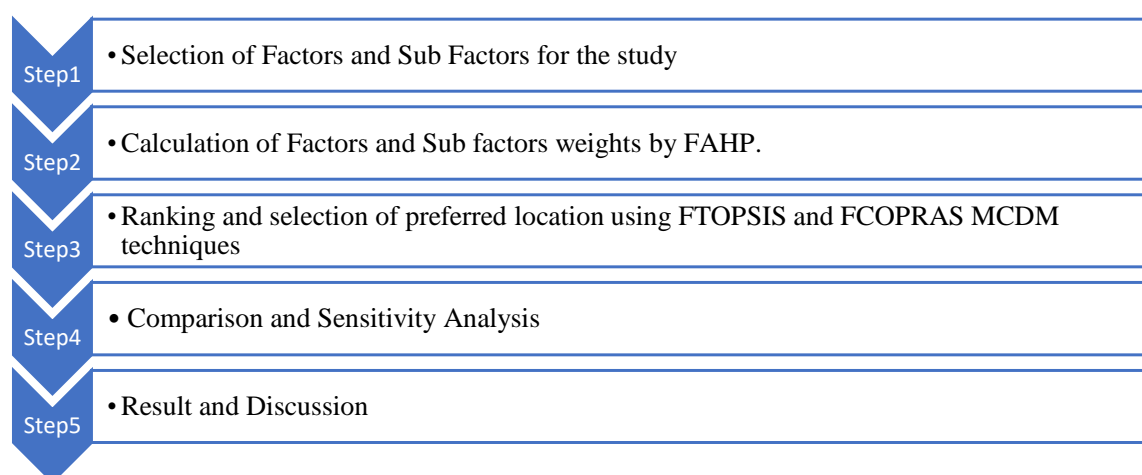 Step1
• Selection of Factors and Sub Factors for the study
Step2
• Calculation of Factors and Sub factors weights by FAHP.
Step3
• Ranking and selection of preferred location using FTOPSIS and FCOPRAS MCDM
techniques
Step4
• Comparison and Sensitivity Analysis
Step5
• Result and Discussion